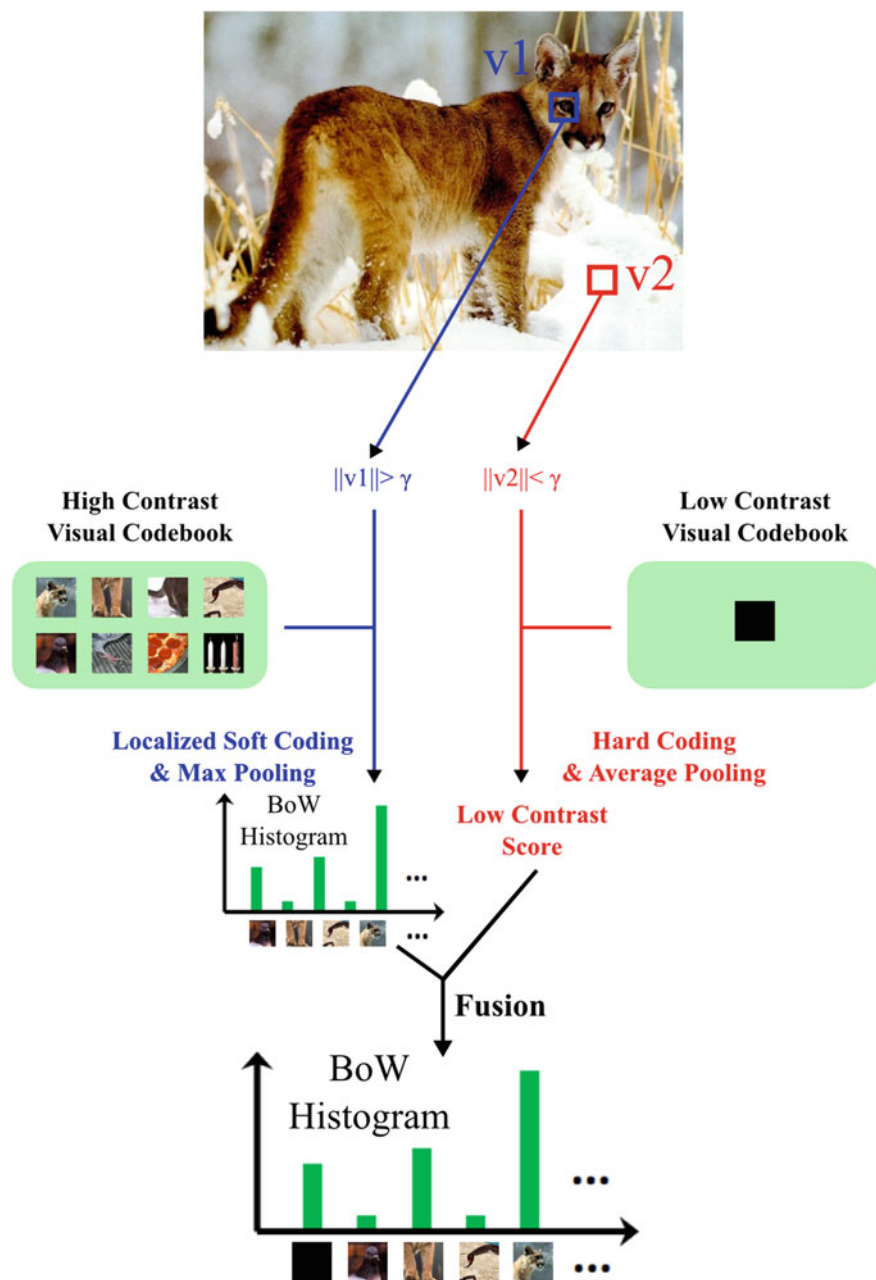 v1
v2
||v1||> γ
||v2||< γ
High Contrast
Visual Codebook
Low Contrast
Visual Codebook
Localized Soft Coding
& Max Pooling
Hard Coding
& Average Pooling
BoW
Histogram
...
...
Low Contrast
Score
Fusion
BoW
Histogram
...
...